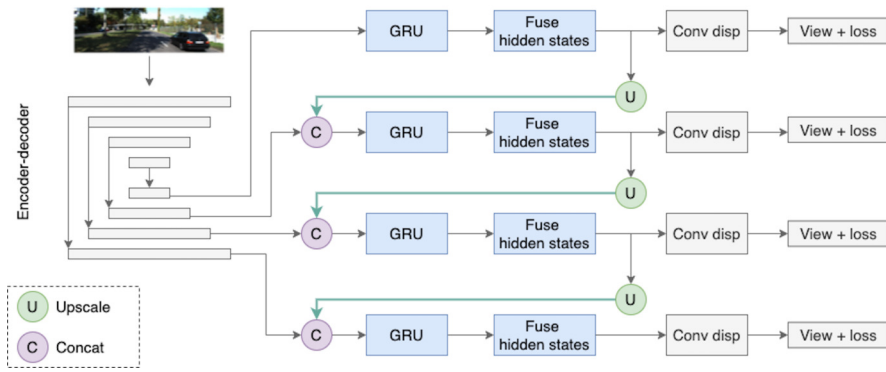 GRU
Fuse
hidden states
Conv disp
View + loss
U
Encoder-decoder
C
GRU
Fuse
hidden states
Conv disp
View + loss
U
C
GRU
Fuse
hidden states
Conv disp
View + loss
U
C
GRU
Fuse
hidden states
Conv disp
View + loss
U Upscale
C Concat